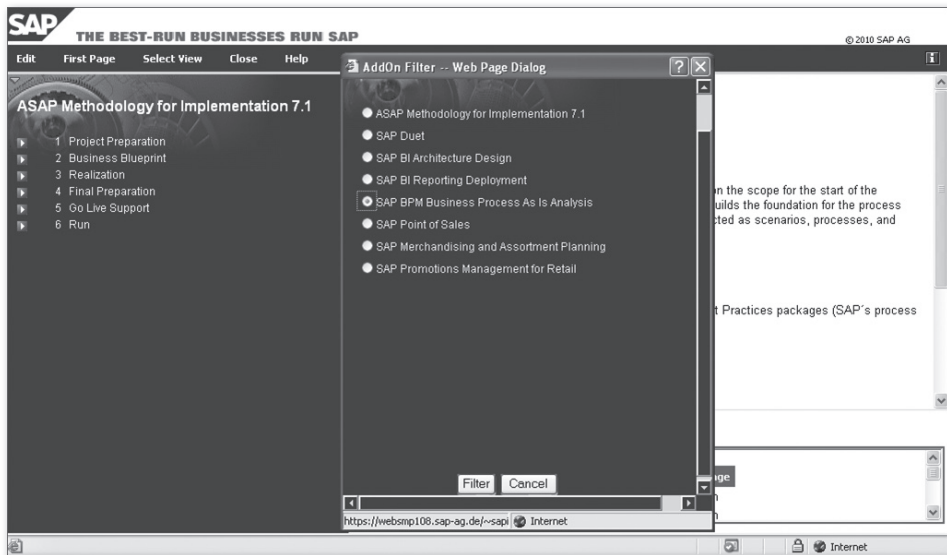 SAP
THE BEST-RUN BUSINESSES RUN SAP
© 2010 SAP AG
Edit First Page Select View Close Help
ASAP Methodology for Implementation 7.1
1 Project Preparation
2 Business Blueprint
3 Realization
4 Final Preparation
5 Go Live Support
6 Run
AddOn Filter -- Web Page Dialog
ASAP Methodology for Implementation 7.1
SAP Duet
SAP BI Architecture Design
SAP BI Reporting Deployment
SAP BPM Business Process As Is Analysis
SAP Point of Sales
SAP Merchandising and Assortment Planning
SAP Promotions Management for Retail
Filter Cancel
https://websmp108.sap-ag.de/~sapi Internet
on the scope for the start of the
uilds the foundation for the process
cted as scenarios, processes, and
t Practices packages (SAP´s process
ge
Internet